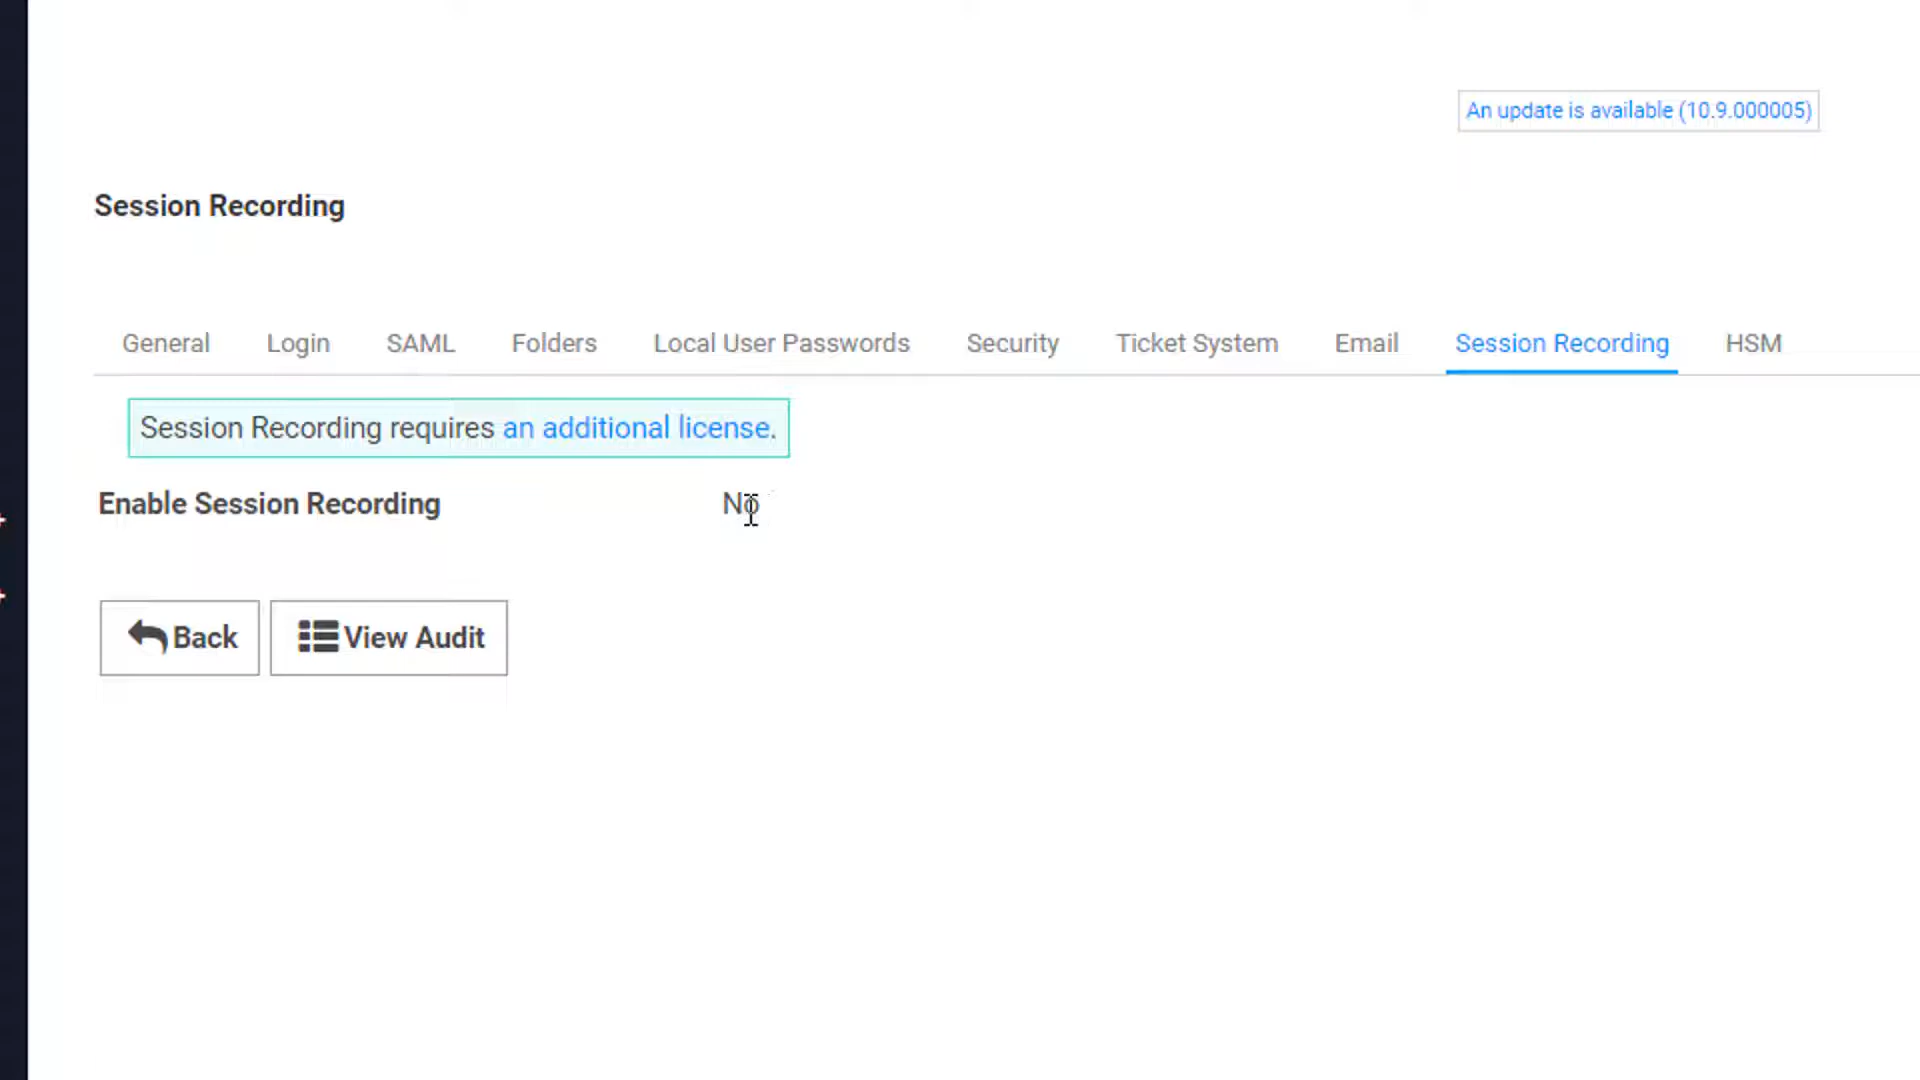 An update is available (10.9.000005)
Session Recording
General Login SAML Folders Local User Passwords Security Ticket System Email Session Recording HSM
Session Recording requires an additional license.
Enable Session Recording No
Back View Audit